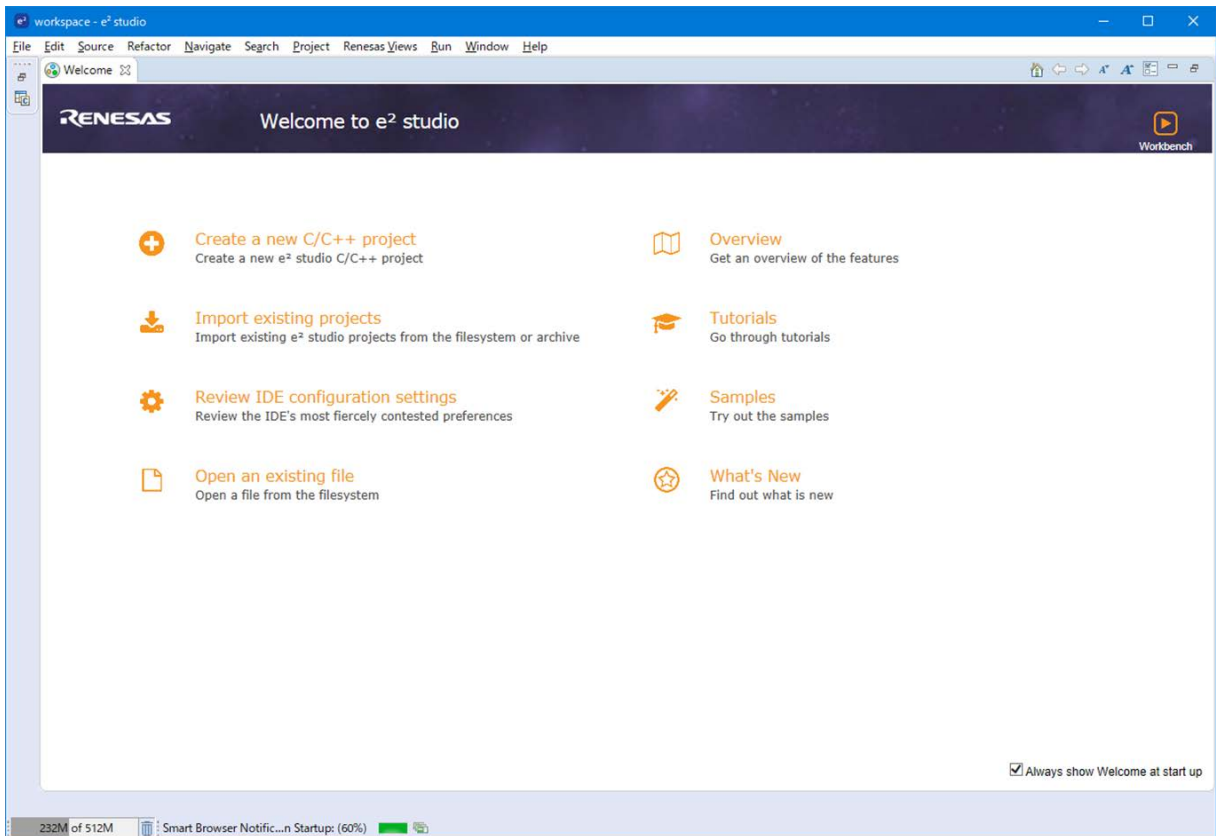 workspace - e² studio
File Edit Source Refactor Navigate Search Project Renesas Views Run Window Help
Welcome
RENESAS
Welcome to e² studio
Workbench
Create a new C/C++ project
Create a new e² studio C/C++ project
Import existing projects
Import existing e² studio projects from the filesystem or archive
Review IDE configuration settings
Review the IDE's most fiercely contested preferences
Open an existing file
Open a file from the filesystem
Overview
Get an overview of the features
Tutorials
Go through tutorials
Samples
Try out the samples
What's New
Find out what is new
Always show Welcome at start up
232M of 512M
Smart Browser Notific...n Startup: (60%)